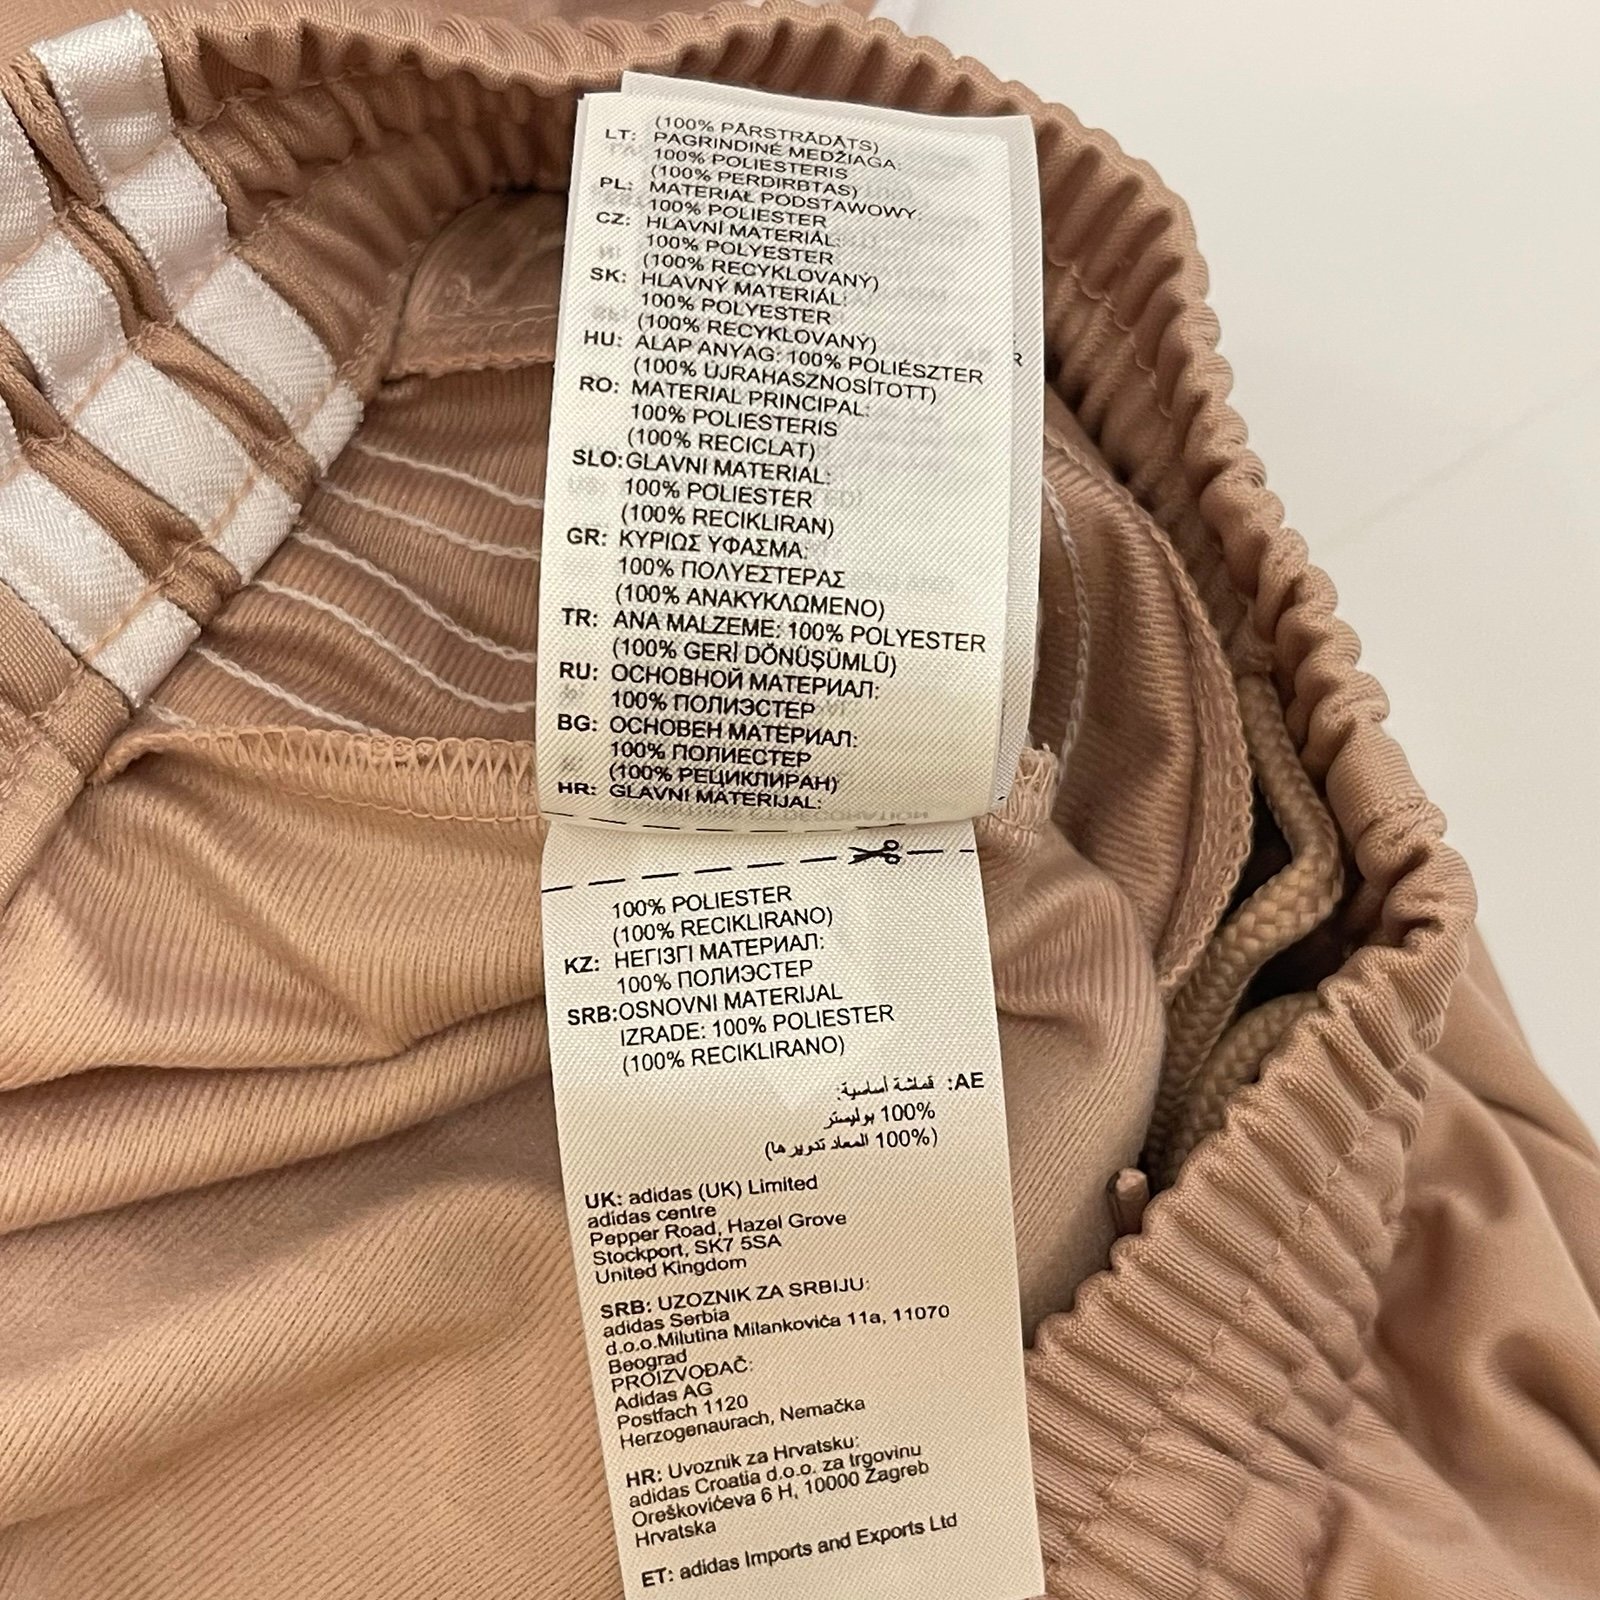 (100% PĀRSTRĀDĀTS)
LT: PAGRINDINĖ MEDŽIAGA:
100% POLIESTERIS
(100% PERDIRBTAS)
PL: MATERIAŁ PODSTAWOWY:
100% POLIESTER
CZ: HLAVNÍ MATERIÁL:
100% POLYESTER
(100% RECYKLOVANÝ)
SK: HLAVNÝ MATERIÁL:
100% POLYESTER
(100% RECYKLOVANÝ)
HU: ALAP ANYAG: 100% POLIÉSZTER
(100% ÚJRAHASZNOSÍTOTT)
RO: MATERIAL PRINCIPAL:
100% POLIESTERIS
(100% RECICLAT)
SLO: GLAVNI MATERIAL:
100% POLIESTER
(100% RECIKLIRAN)
GR: ΚΥΡΙΩΣ ΥΦΑΣΜΑ:
100% ΠΟΛΥΕΣΤΕΡΑΣ
(100% ΑΝΑΚΥΚΛΩΜΕΝΟ)
TR: ANA MALZEME: 100% POLYESTER
(100% GERİ DÖNÜŞÜMLÜ)
RU: ОСНОВНОЙ МАТЕРИАЛ:
100% ПОЛИЭСТЕР
BG: ОСНОВЕН МАТЕРИАЛ:
100% ПОЛИЕСТЕР
(100% РЕЦИКЛИРАН)
HR: GLAVNI MATERIJAL:
100% POLIESTER
(100% RECIKLIRANO)
KZ: НЕГІЗГІ МАТЕРИАЛ:
100% ПОЛИЭСТЕР
SRB: OSNOVNI MATERIJAL
IZRADE: 100% POLIESTER
(100% RECIKLIRANO)
AE: قماشة أساسية:
100% بوليستر
(100% المعاد تدويرها)
UK: adidas (UK) Limited
adidas centre
Pepper Road, Hazel Grove
Stockport, SK7 5SA
United Kingdom
SRB: UZOZNIK ZA SRBIJU:
adidas Serbia
d.o.o.Milutina Milankovića 11a, 11070
Beograd
PROIZVOĐAČ:
Adidas AG
Postfach 1120
Herzogenaurach, Nemačka
HR: Uvoznik za Hrvatsku:
adidas Croatia d.o.o. za trgovinu
Oreškovićeva 6 H, 10000 Zagreb
Hrvatska
ET: adidas Imports and Exports Ltd